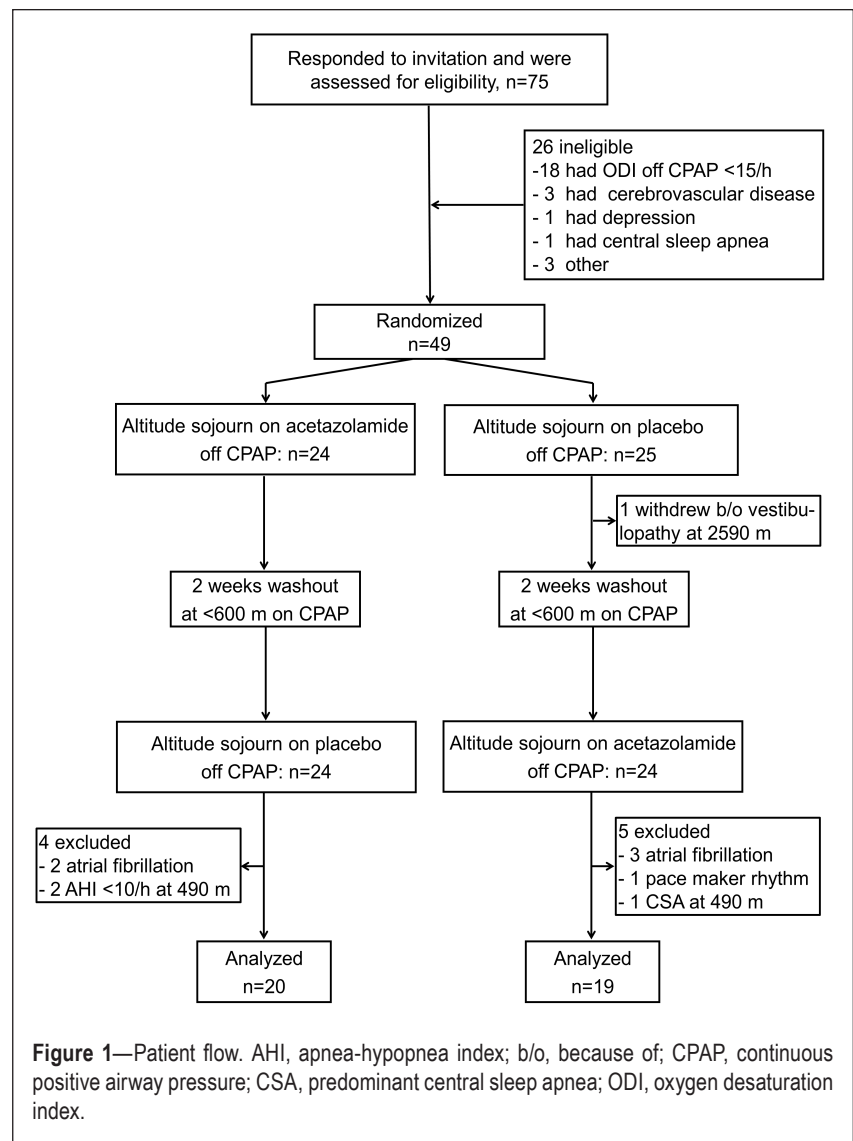 Responded to invitation and were
assessed for eligibility, n=75
26 ineligible
-18 had ODI off CPAP <15/h
- 3 had cerebrovascular disease
- 1 had depression
- 1 had central sleep apnea
- 3 other
Randomized
n=49
Altitude sojourn on acetazolamide
off CPAP: n=24
Altitude sojourn on placebo
off CPAP: n=25
1 withdrew b/o vestibu-
lopathy at 2590 m
2 weeks washout
at <600 m on CPAP
2 weeks washout
at <600 m on CPAP
Altitude sojourn on placebo
off CPAP: n=24
Altitude sojourn on acetazolamide
off CPAP: n=24
4 excluded
- 2 atrial fibrillation
- 2 AHI <10/h at 490 m
5 excluded
- 3 atrial fibrillation
- 1 pace maker rhythm
- 1 CSA at 490 m
Analyzed
n=20
Analyzed
n=19
Figure 1—Patient flow. AHI, apnea-hypopnea index; b/o, because of; CPAP, continuous
positive airway pressure; CSA, predominant central sleep apnea; ODI, oxygen desaturation
index.